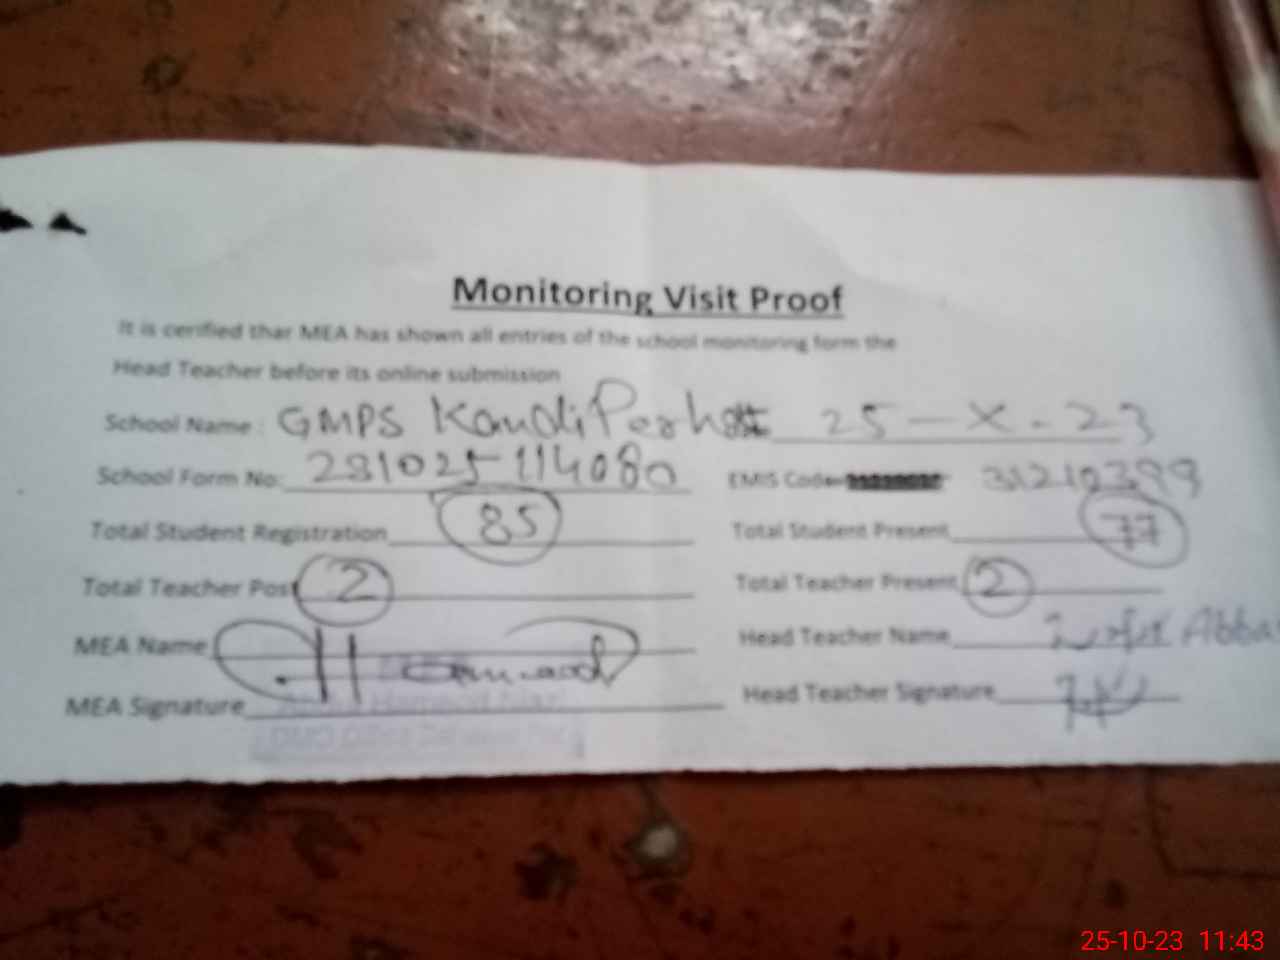 Monitoring Visit Proof
It is cerified thar MEA has shown all entries of the school monitoring form the
Head Teacher before its online submission
School Name : GMPS Kandi 25-X-23
School Form No: 281025114080 EMIS Code 31210399
Total Student Registration 85 Total Student Present 77
Total Teacher Post 2 Total Teacher Present 2
MEA Name Head Teacher Name Abba
MEA Signature Head Teacher Signature
25-10-23 11:43